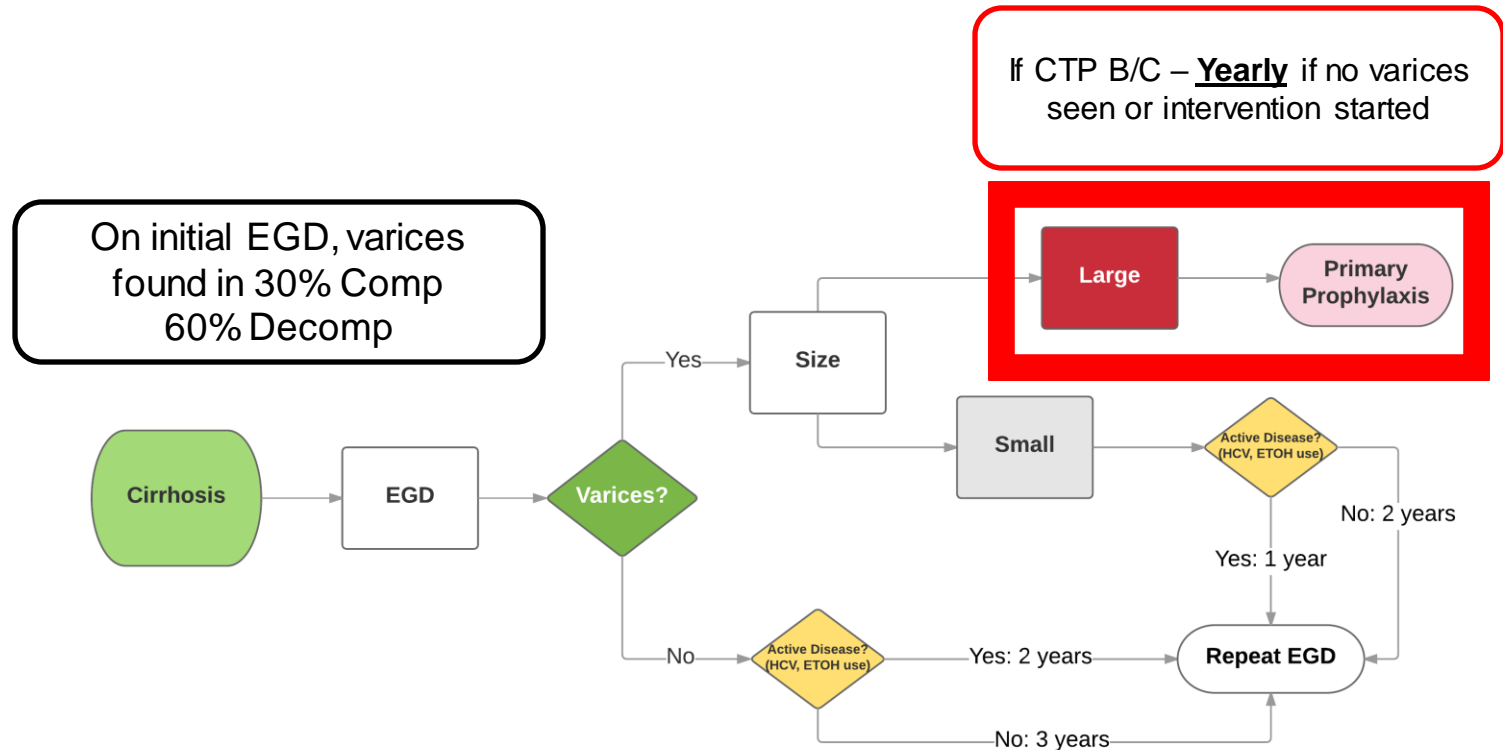 If CTP B/C – Yearly if no varices
seen or intervention started
On initial EGD, varices
found in 30% Comp
60% Decomp
Large
Primary
Prophylaxis
Yes
Size
Small
Active Disease?
(HCV, ETOH use)
Cirrhosis
EGD
Varices?
No: 2 years
Yes: 1 year
No
Active Disease?
(HCV, ETOH use)
Yes: 2 years
Repeat EGD
No: 3 years